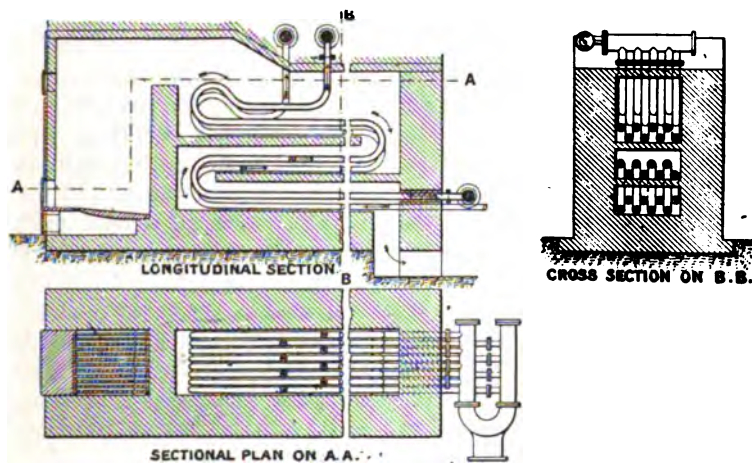 B
A
A
LONGITUDINAL SECTION.
B
SECTIONAL PLAN ON A.A.
CROSS SECTION ON B.B.